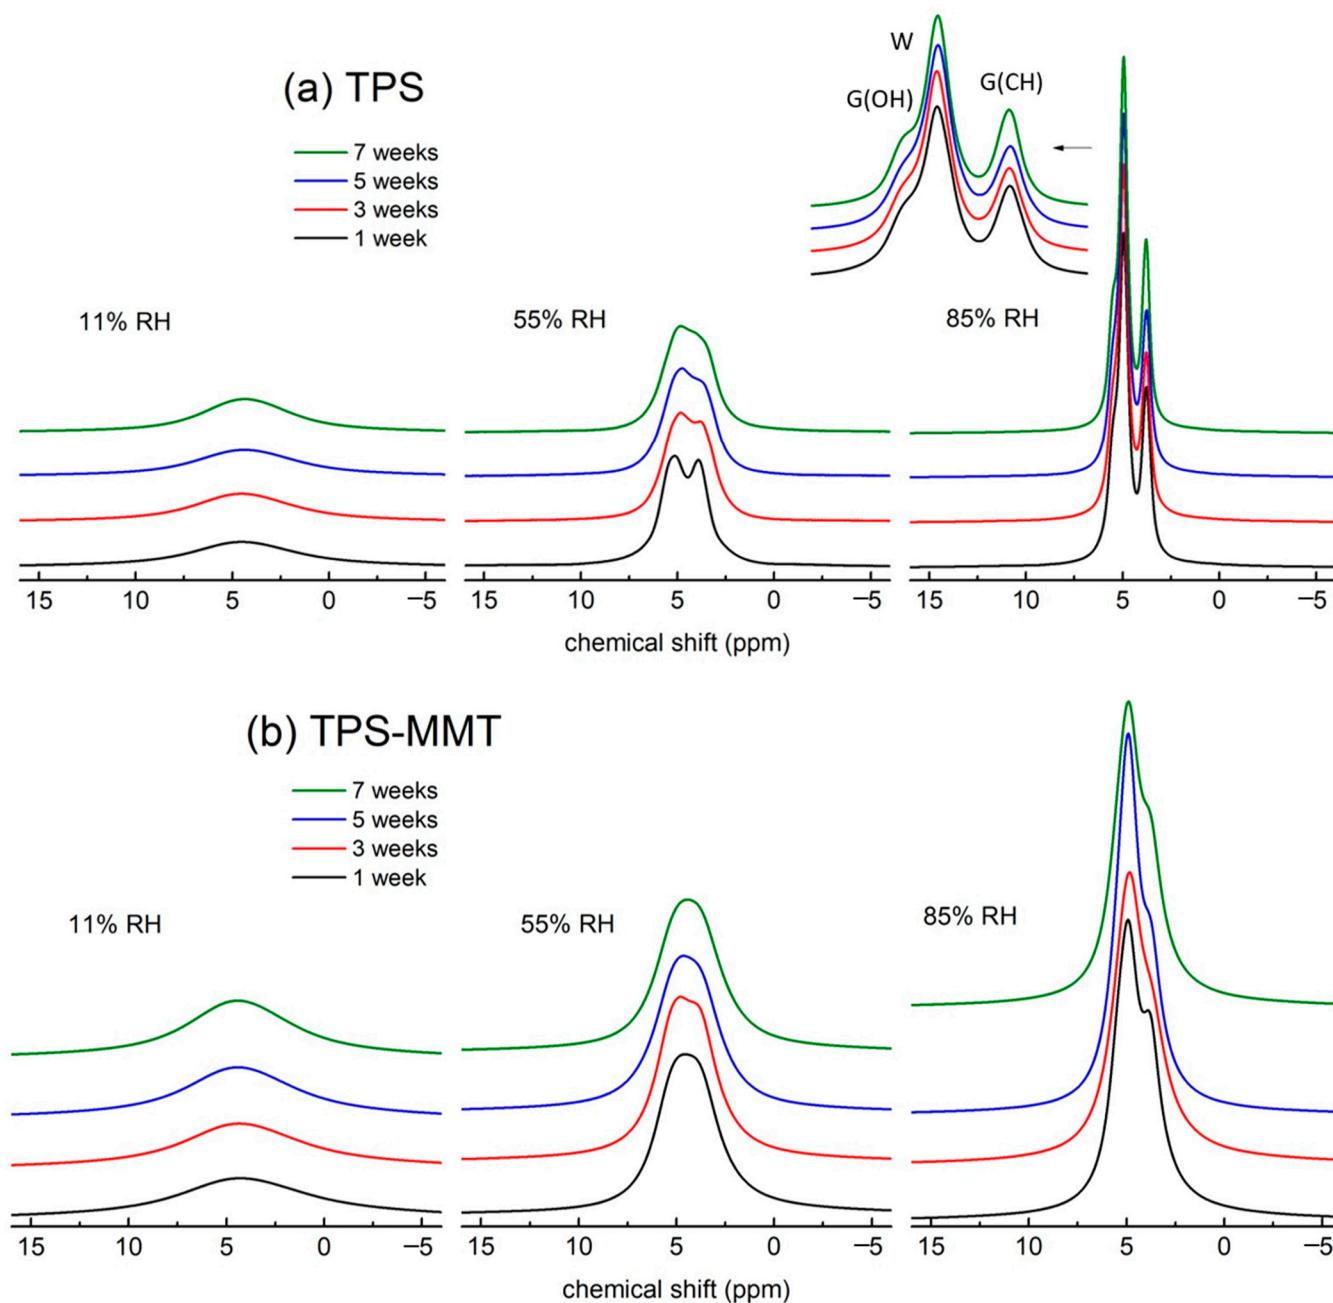 (a) TPS
7 weeks
5 weeks
3 weeks
1 week
W
G(OH)
G(CH)
11% RH
55% RH
85% RH
15 10 5 0 –5 15 10 5 0 –5 15 10 5 0 –5
chemical shift (ppm)
(b) TPS-MMT
7 weeks
5 weeks
3 weeks
1 week
11% RH
55% RH
85% RH
15 10 5 0 –5 15 10 5 0 –5 15 10 5 0 –5
chemical shift (ppm)